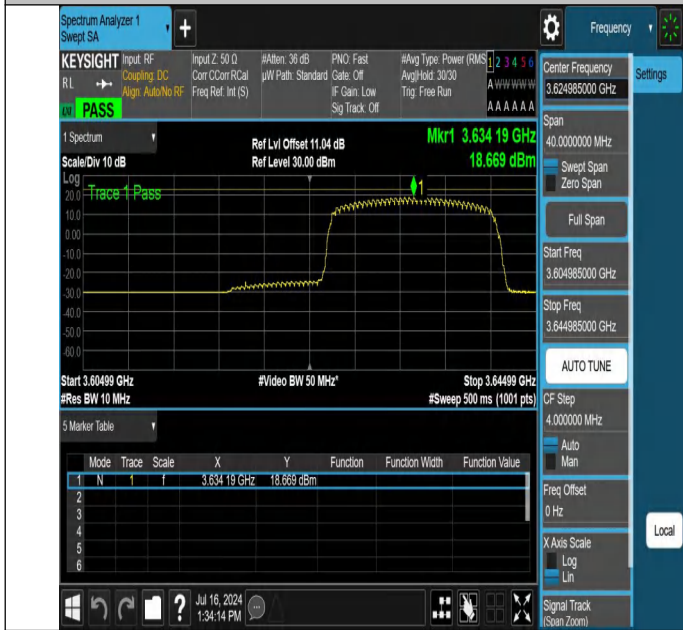 Spectrum Analyzer 1
Swept SA
Frequency
KEYSIGHT
RL
PASS
Input: RF
Coupling: DC
Align: Auto/No RF
Input Z: 50 Ω
Corr CCorr RCal
Freq Ref: Int (S)
#Atten: 36 dB
µW Path: Standard
PNO: Fast
Gate: Off
IF Gain: Low
Sig Track: Off
#Avg Type: Power (RMS
Avg|Hold: 30/30
Trig: Free Run
1 2 3 4 5 6
A W W W W W
A A A A A A
1 Spectrum
Scale/Div 10 dB
Ref Lvl Offset 11.04 dB
Ref Level 30.00 dBm
Mkr1 3.634 19 GHz
18.669 dBm
Log
Trace 1 Pass
1
20.0
10.0
0.00
-10.0
-20.0
-30.0
-40.0
-50.0
-60.0
Start 3.60499 GHz
#Res BW 10 MHz
#Video BW 50 MHz*
Stop 3.64499 GHz
#Sweep 500 ms (1001 pts)
5 Marker Table
Mode Trace Scale X Y Function Function Width Function Value
1 N 1 f 3.634 19 GHz 18.669 dBm
2
3
4
5
6
Jul 16, 2024
1:34:14 PM
Center Frequency
3.624985000 GHz
Settings
Span
40.0000000 MHz
Swept Span
Zero Span
Full Span
Start Freq
3.604985000 GHz
Stop Freq
3.644985000 GHz
AUTO TUNE
CF Step
4.000000 MHz
Auto
Man
Freq Offset
0 Hz
X Axis Scale
Log
Lin
Local
Signal Track
(Span Zoom)